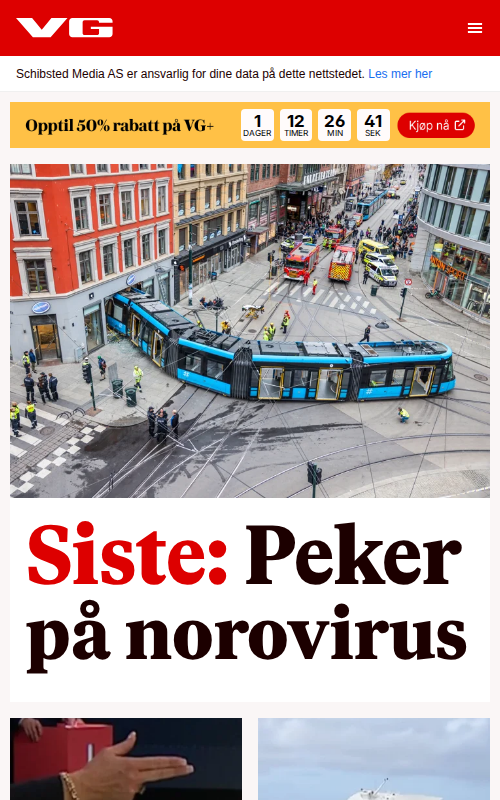 VG
Schibsted Media AS er ansvarlig for dine data på dette nettstedet. Les mer her
Opptil 50% rabatt på VG+
1 DAGER
12 TIMER
26 MIN
41 SEK
Kjøp nå
Siste: Peker
på norovirus